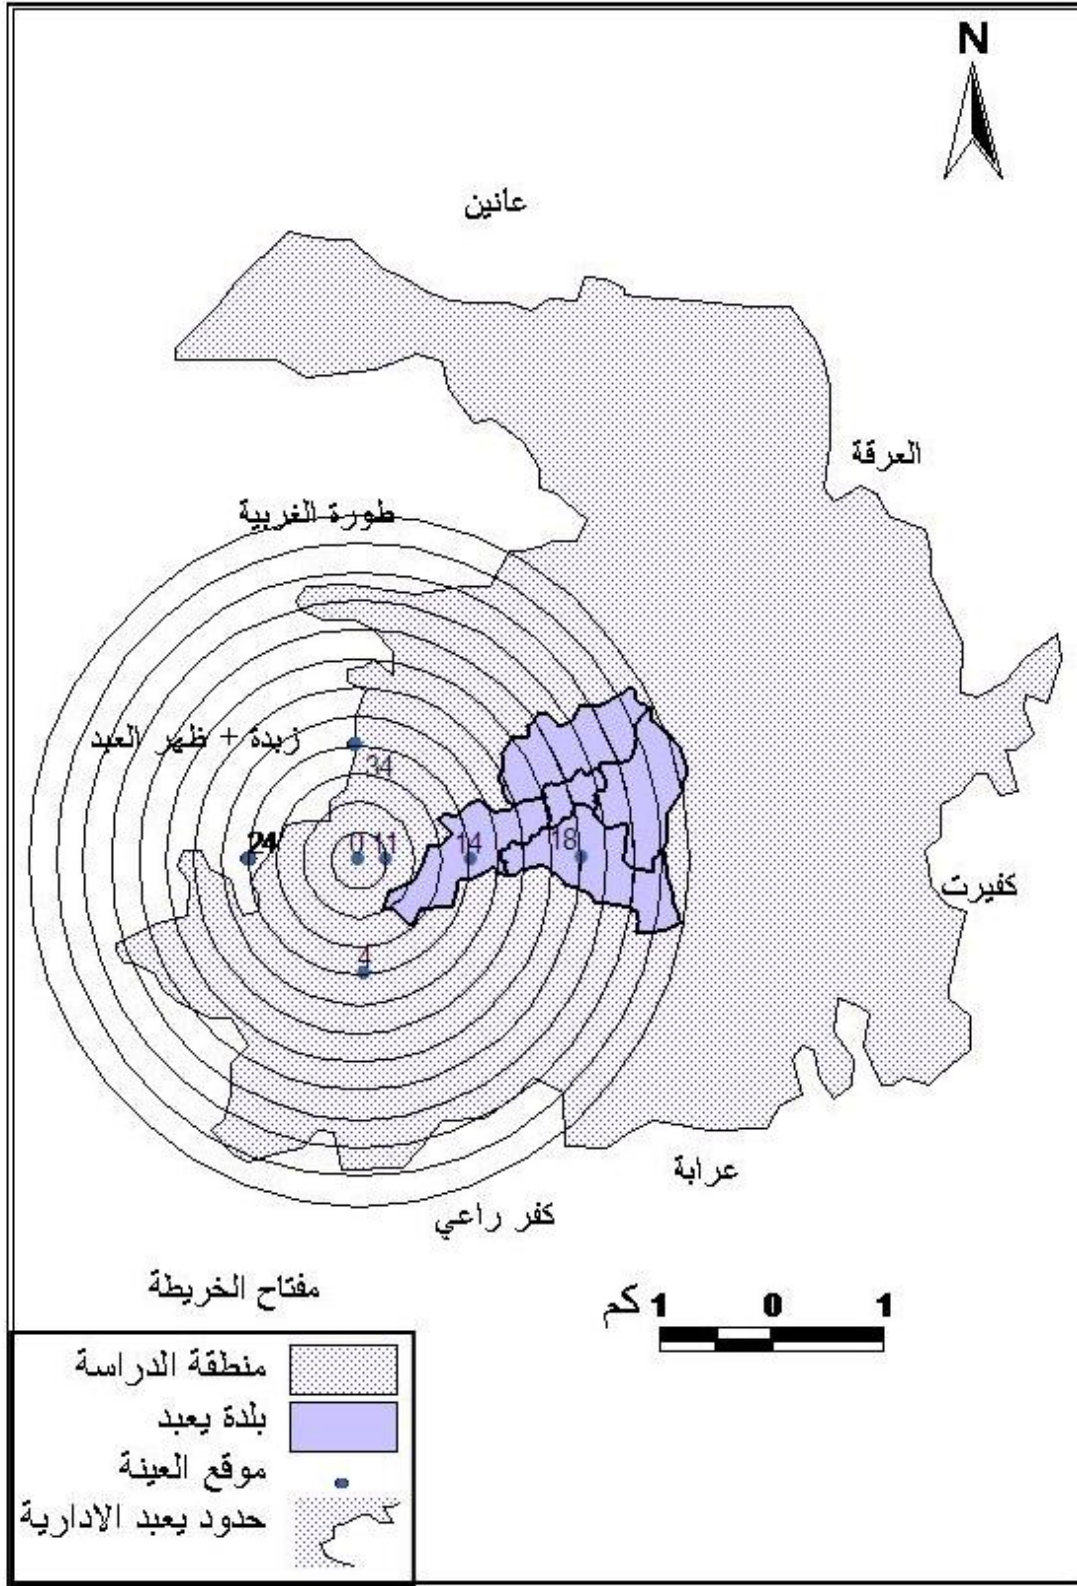 N
عانين
العرقة
طورة الغربية
زبدة + ظهر العبد
34
24
0
11
14
18
4
كفيرت
عرابة
كفر راعي
كم 1 0 1
مفتاح الخريطة
منطقة الدراسة
بلدة يعبد
موقع العينة
حدود يعبد الادارية